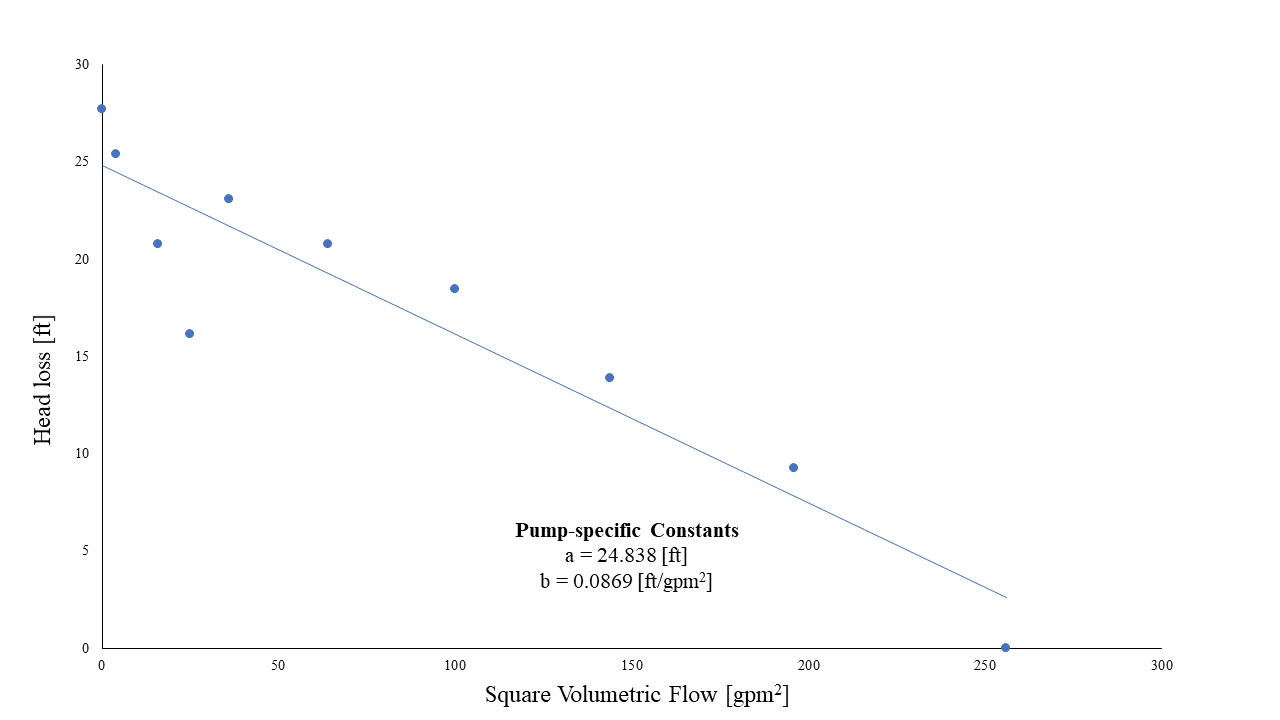 30
25
20
15
10
5
0
Head loss [ft]
Pump-specific Constants
a = 24.838 [ft]
b = 0.0869 [ft/gpm²]
0 50 100 150 200 250 300
Square Volumetric Flow [gpm²]